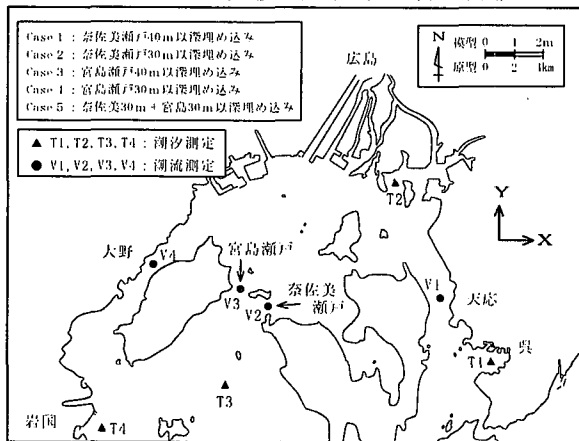 Case 1 : 奈佐美瀬戸40m以深埋め込み
Case 2 : 奈佐美瀬戸30m以深埋め込み
Case 3 : 宮島瀬戸40m以深埋め込み
Case 4 : 宮島瀬戸30m以深埋め込み
Case 5 : 奈佐美30m + 宮島30m以深埋め込み
▲ T1, T2, T3, T4 : 潮汐測定
● V1, V2, V3, V4 : 潮流測定
広島
N
模型 0 1 2m
原型 0 2 4km
T2
Y
X
大野
V4
宮島瀬戸
V3
奈佐美
瀬戸
V2
V1
天応
呉
T1
T3
岩国
T4